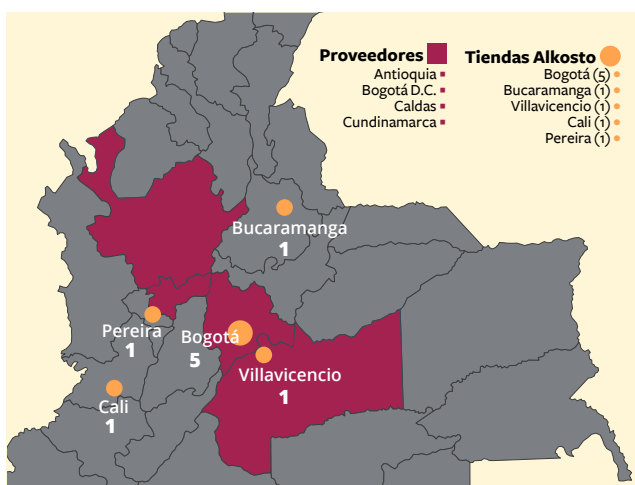 Proveedores
Antioquia
Bogotá D.C.
Caldas
Cundinamarca
Tiendas Alkosto
Bogotá (5)
Bucaramanga (1)
Villavicencio (1)
Cali (1)
Pereira (1)
Bucaramanga
1
Pereira
1
Bogotá
5
Villavicencio
1
Cali
1